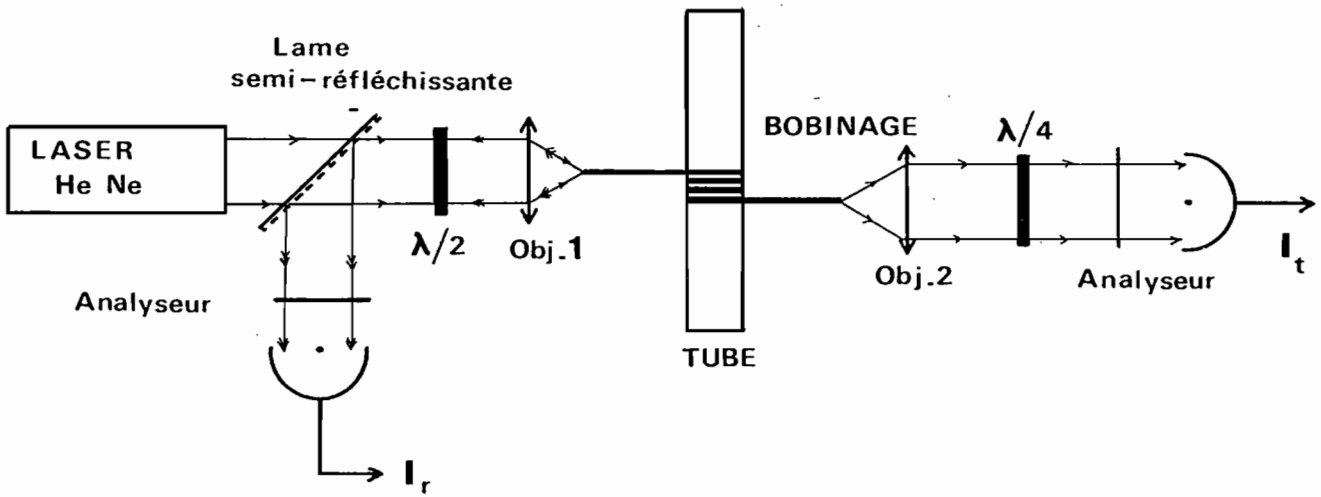 Lame
semi-réfléchissante
LASER
He Ne
λ/2
Obj.1
BOBINAGE
λ/4
Obj.2
Analyseur
I_t
Analyseur
TUBE
I_r